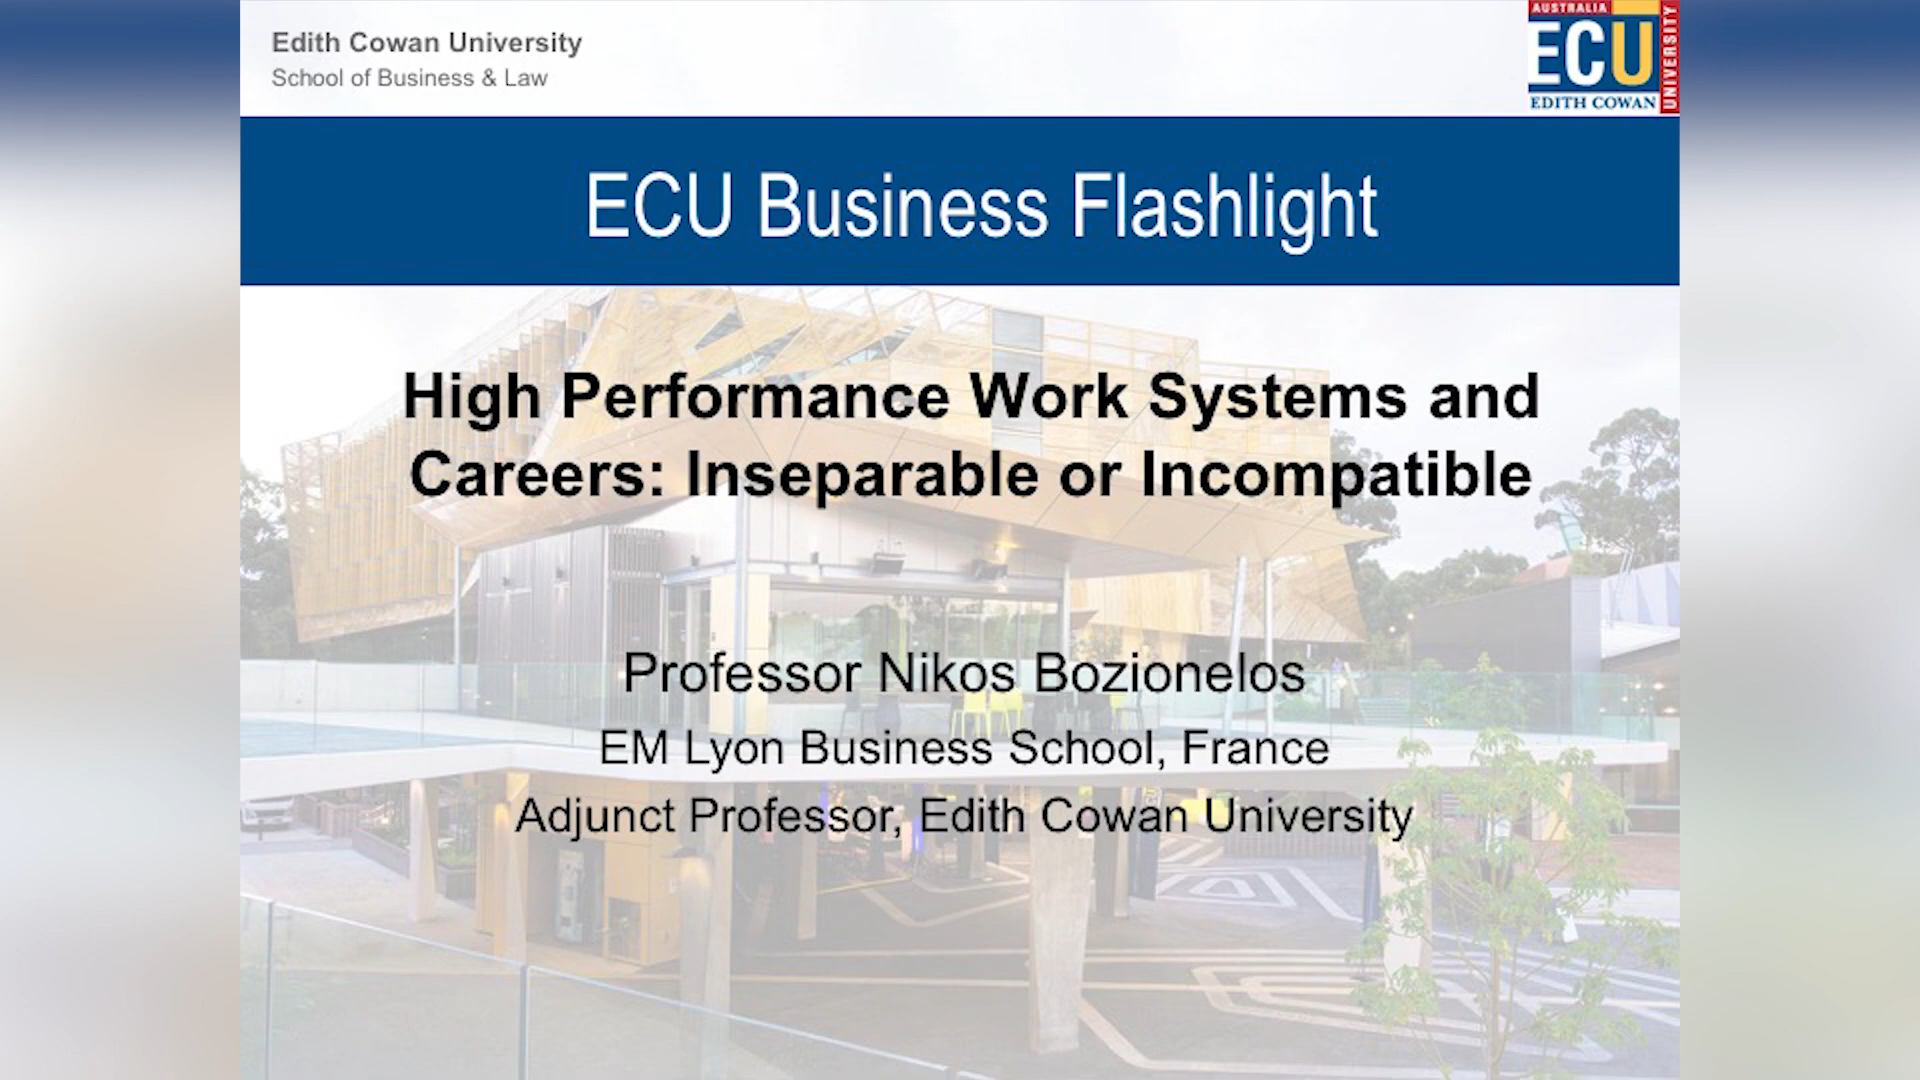 Edith Cowan University
School of Business & Law
AUSTRALIA
ECU
EDITH COWAN
UNIVERSITY
ECU Business Flashlight
High Performance Work Systems and
Careers: Inseparable or Incompatible
Professor Nikos Bozionelos
EM Lyon Business School, France
Adjunct Professor, Edith Cowan University